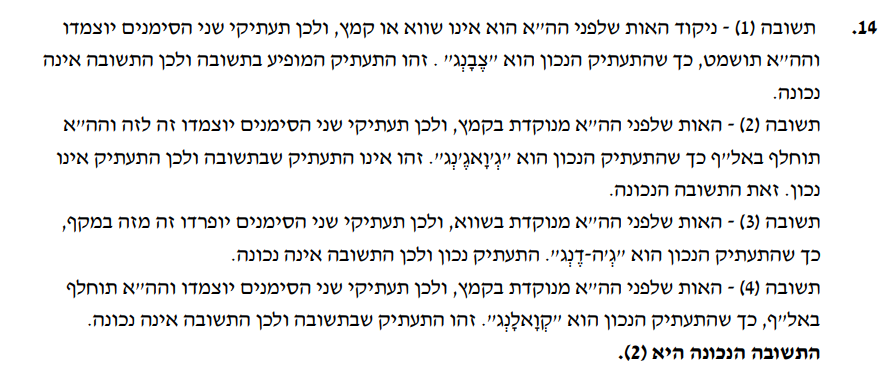 14. תשובה (1) - ניקוד האות שלפני הה״א הוא אינו שווא או קמץ, ולכן תעתיקי שני הסימנים יוצמדו
והה״א תושמט, כך שהתעתיק הנכון הוא ״צֶבָנְג״ . זהו התעתיק המופיע בתשובה ולכן התשובה אינה
נכונה.
תשובה (2) - האות שלפני הה״א מנוקדת בקמץ, ולכן תעתיקי שני הסימנים יוצמדו זה לזה והה״א
תוחלף באל״ף כך שהתעתיק הנכון הוא ״גְ׳וָאגֶ׳נְג״. זהו אינו התעתיק שבתשובה ולכן התעתיק אינו
נכון. זאת התשובה הנכונה.
תשובה (3) - האות שלפני הה״א מנוקדת בשווא, ולכן תעתיקי שני הסימנים יופרדו זה מזה במקף,
כך שהתעתיק הנכון הוא ״גְ׳ה-דֶנְג״. התעתיק נכון ולכן התשובה אינה נכונה.
תשובה (4) - האות שלפני הה״א מנוקדת בקמץ, ולכן תעתיקי שני הסימנים יוצמדו והה״א תוחלף
באל״ף, כך שהתעתיק הנכון הוא ״קְוָאלָנְג״. זהו התעתיק שבתשובה ולכן התשובה אינה נכונה.
התשובה הנכונה היא (2).